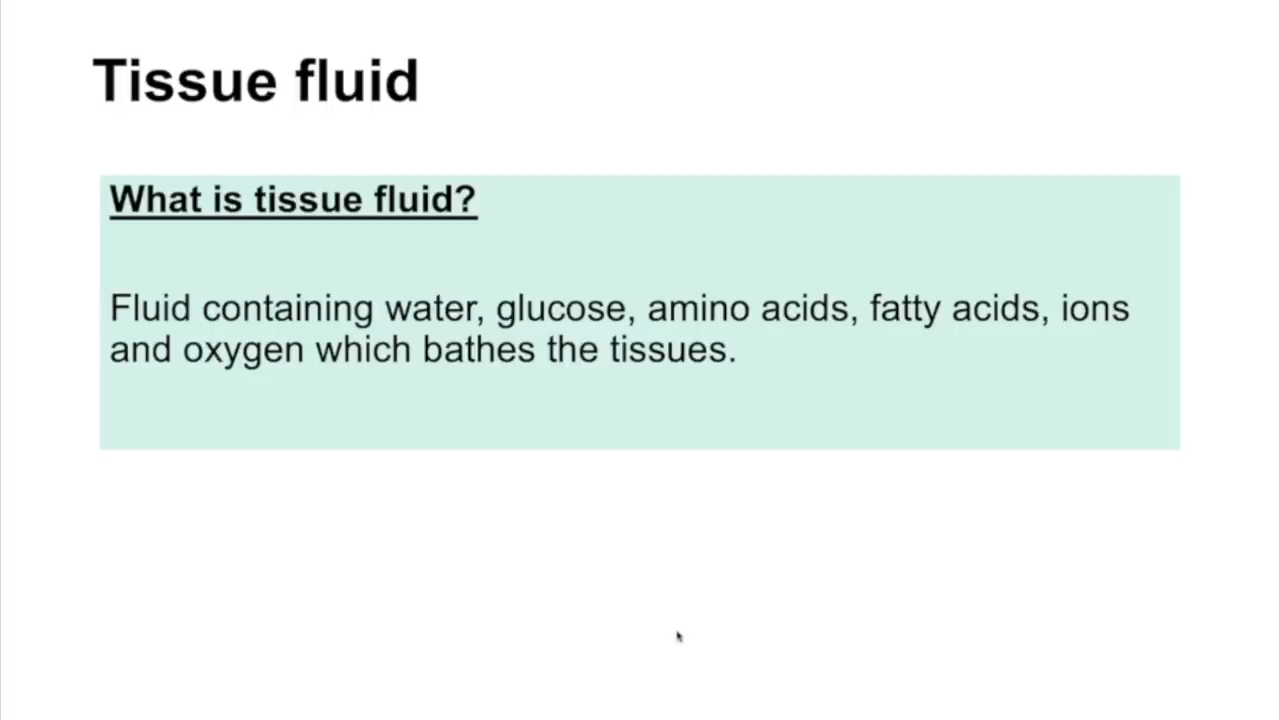 Tissue fluid
What is tissue fluid?
Fluid containing water, glucose, amino acids, fatty acids, ions
and oxygen which bathes the tissues.